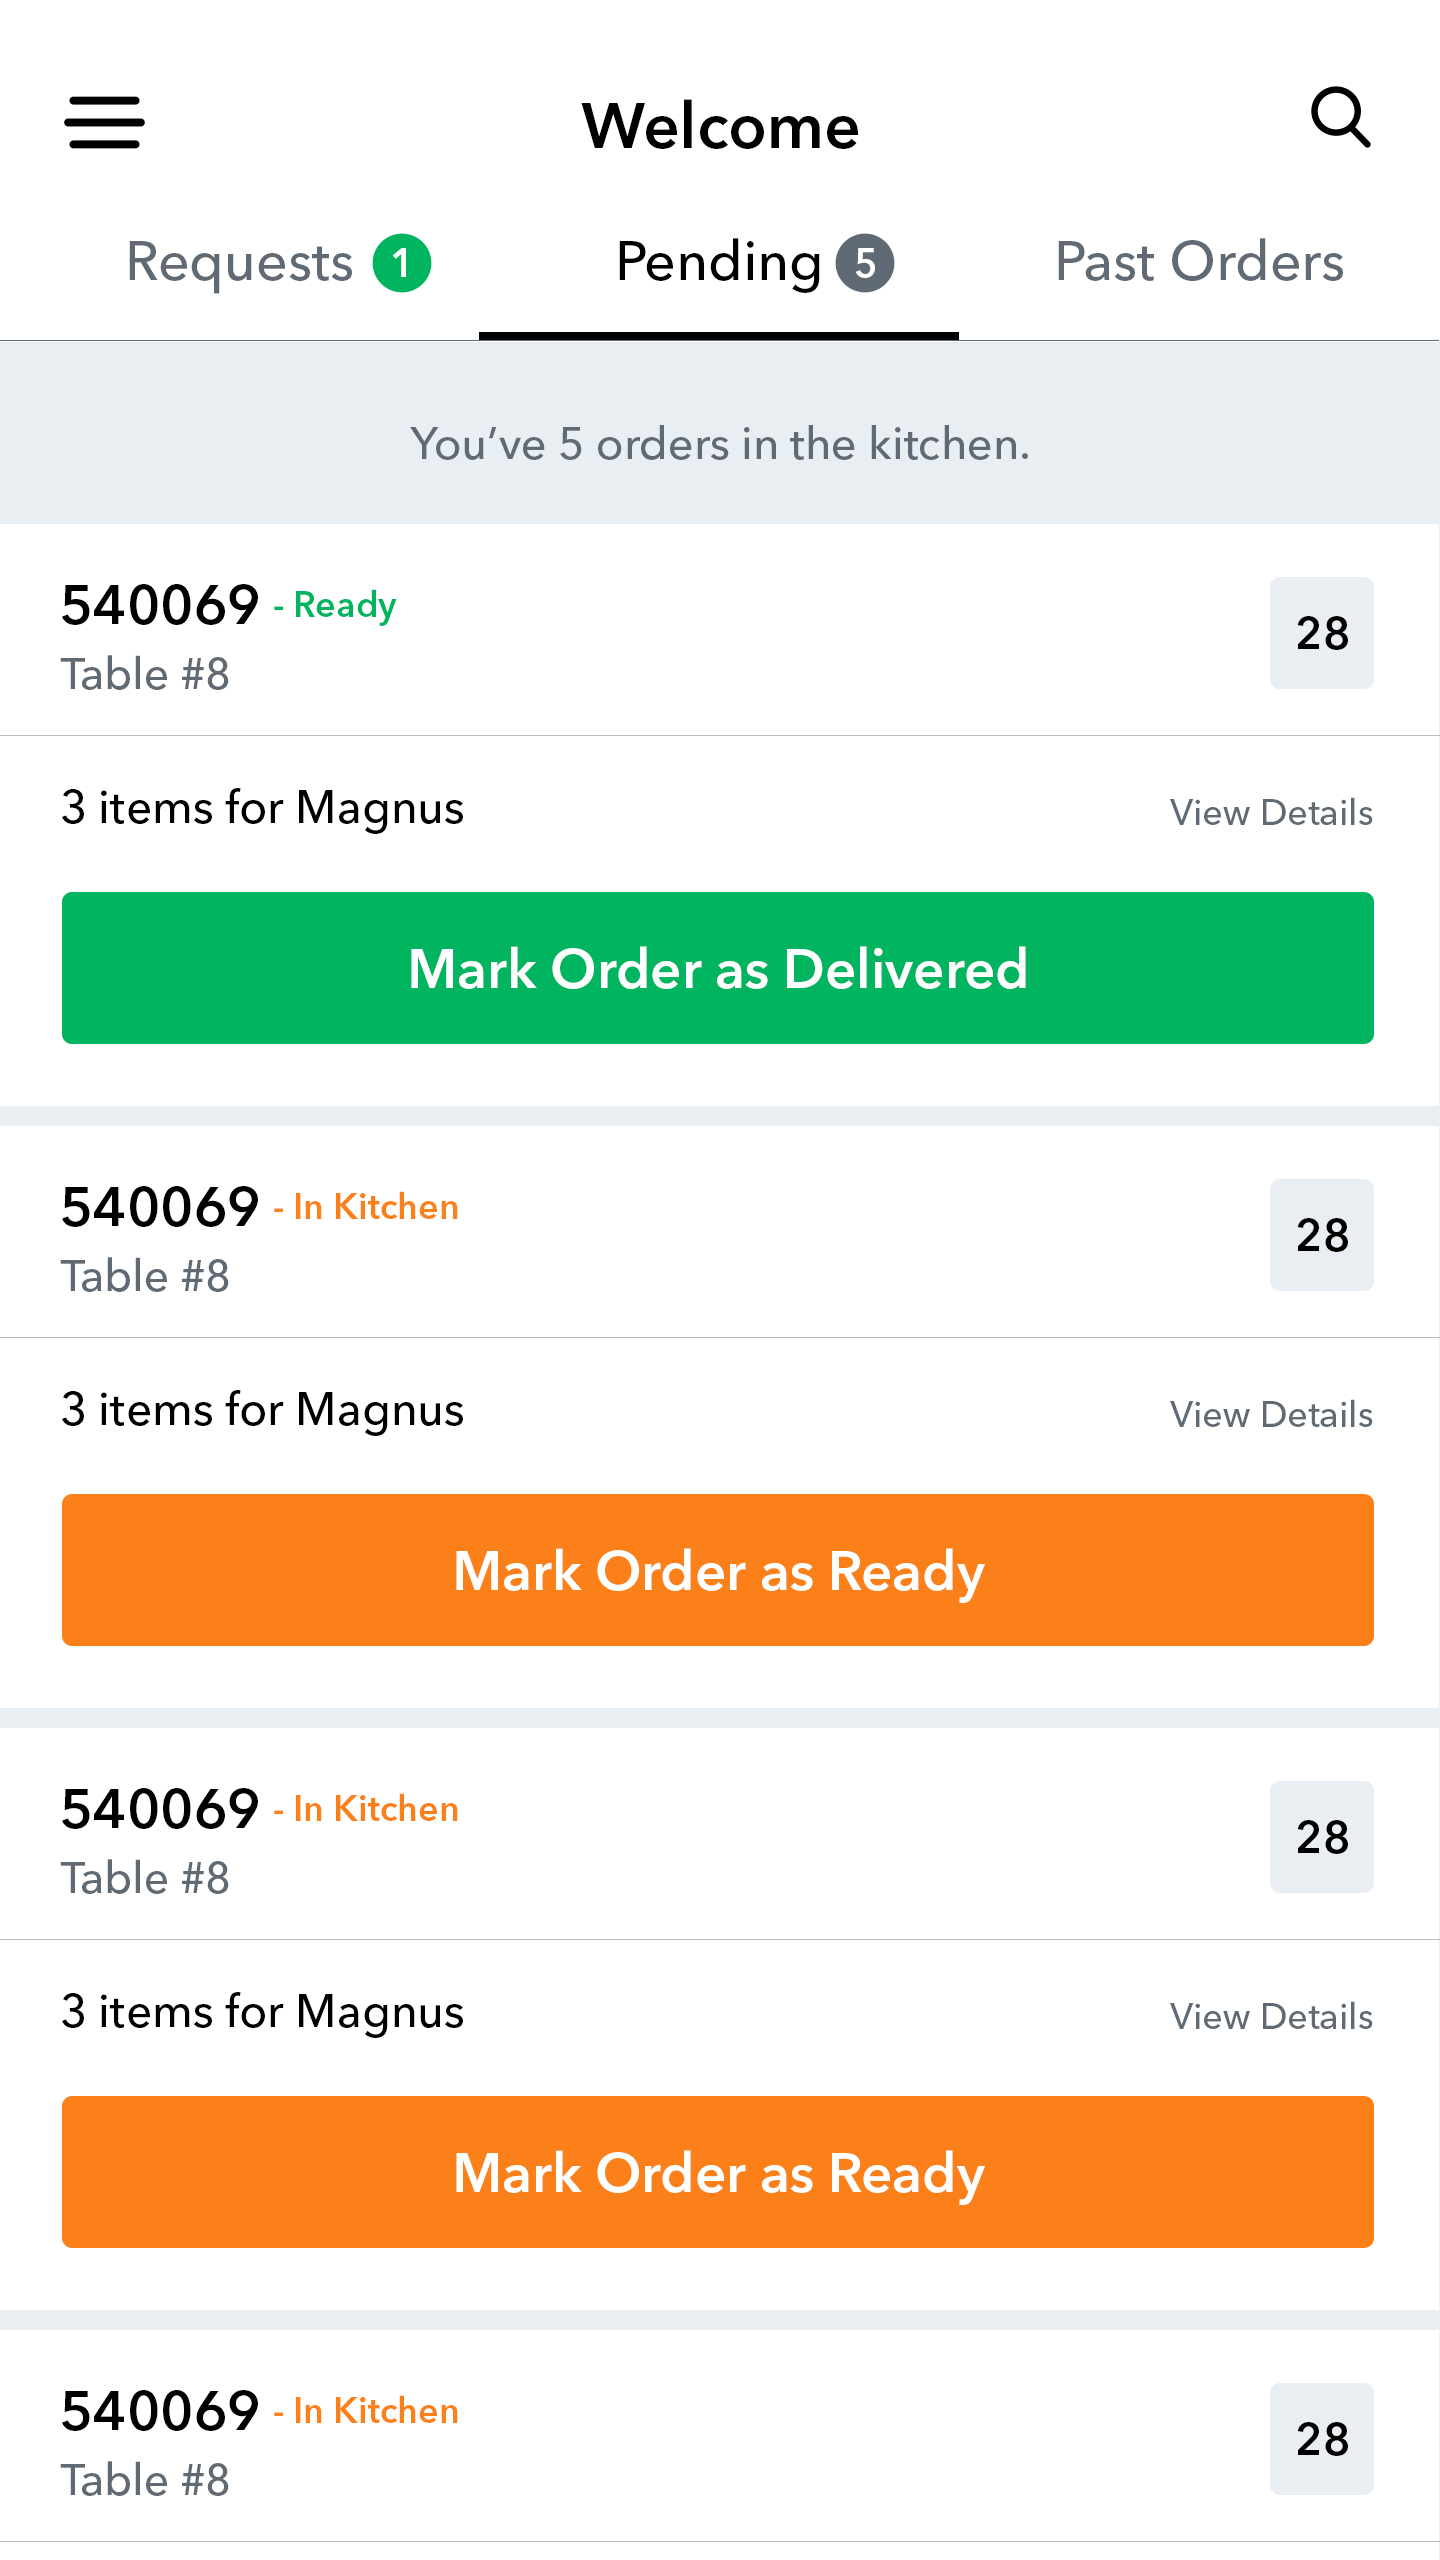 Welcome
Requests 1 Pending 5 Past Orders
You’ve 5 orders in the kitchen.
540069 - Ready
Table #8
28
3 items for Magnus View Details
Mark Order as Delivered
540069 - In Kitchen
Table #8
28
3 items for Magnus View Details
Mark Order as Ready
540069 - In Kitchen
Table #8
28
3 items for Magnus View Details
Mark Order as Ready
540069 - In Kitchen
Table #8
28